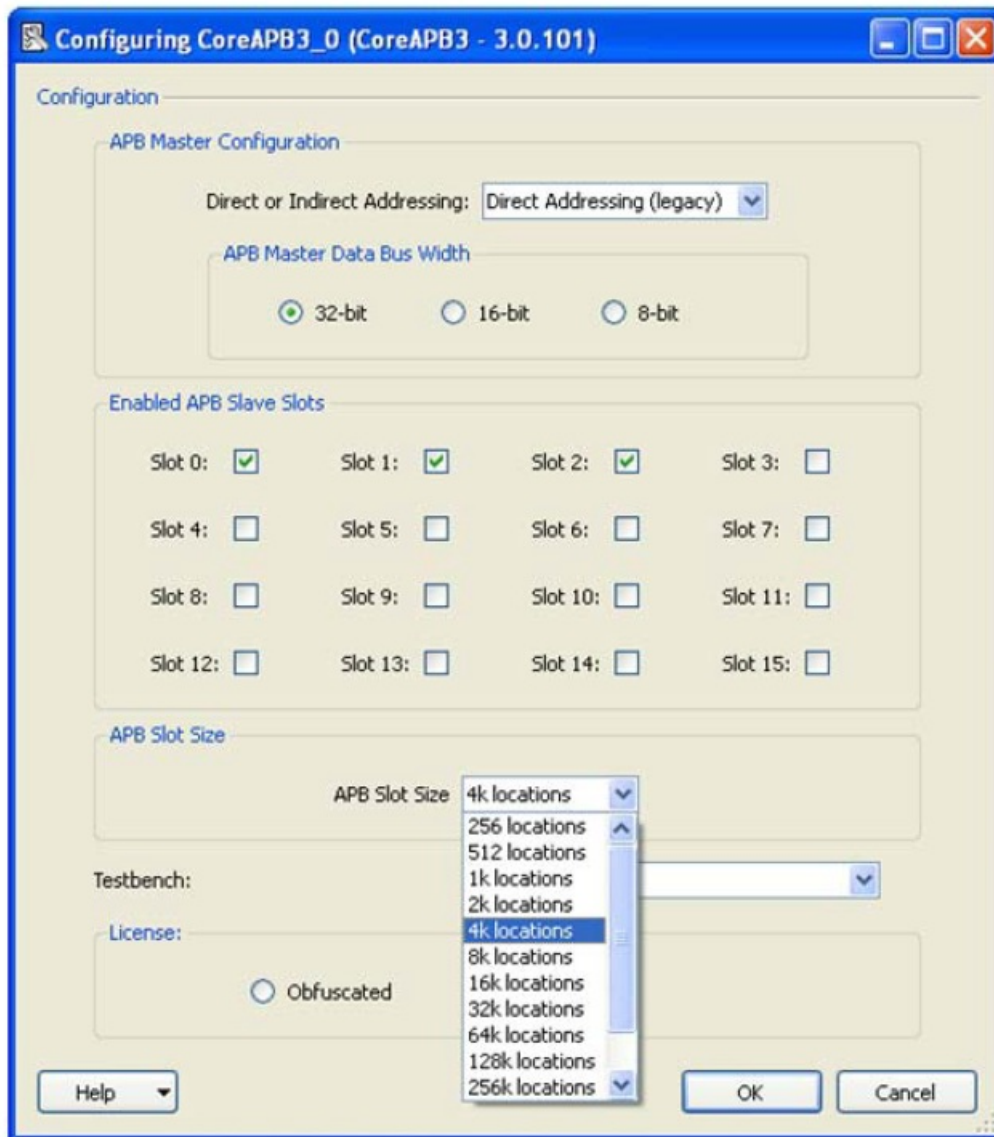 Configuring CoreAPB3_0 (CoreAPB3 - 3.0.101)
Configuration
APB Master Configuration
Direct or Indirect Addressing: Direct Addressing (legacy)
APB Master Data Bus Width
32-bit 16-bit 8-bit
Enabled APB Slave Slots
Slot 0: Slot 1: Slot 2: Slot 3:
Slot 4: Slot 5: Slot 6: Slot 7:
Slot 8: Slot 9: Slot 10: Slot 11:
Slot 12: Slot 13: Slot 14: Slot 15:
APB Slot Size
APB Slot Size 4k locations
256 locations
512 locations
1k locations
2k locations
4k locations
8k locations
16k locations
32k locations
64k locations
128k locations
256k locations
Testbench:
License:
Obfuscated
Help OK Cancel